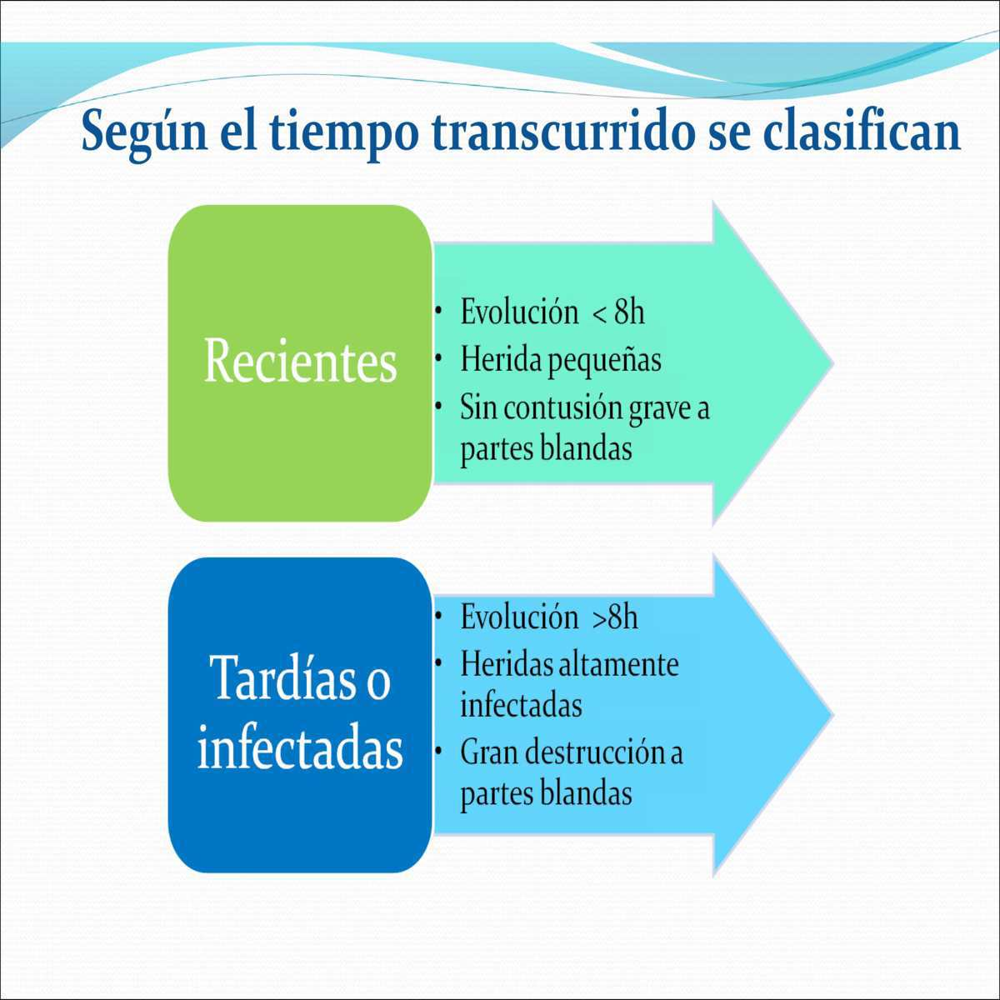 Según el tiempo transcurrido se clasifican
Recientes
• Evolución < 8h
• Herida pequeñas
• Sin contusión grave a
partes blandas
Tardías o
infectadas
• Evolución >8h
• Heridas altamente
infectadas
• Gran destrucción a
partes blandas